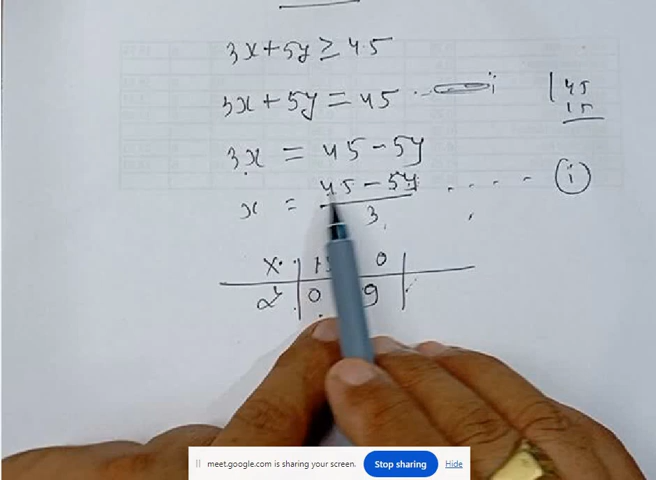 3x+5y ≥ 45
3x + 5y = 45 i
45
15
3x = 45 - 5y
x = 45 - 5y / 3 .... (i)
x 0
0 9
meet.google.com is sharing your screen. Stop sharing Hide